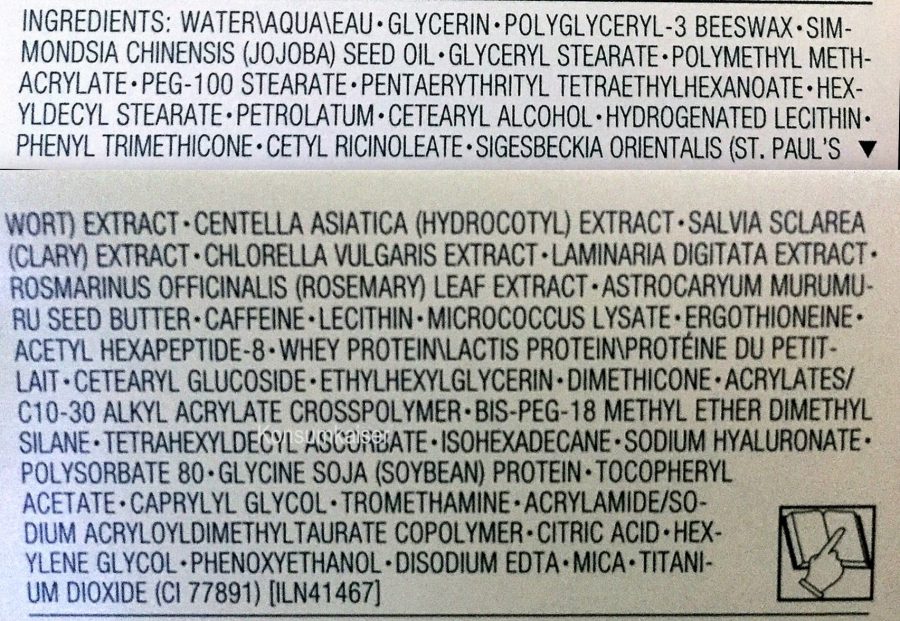 INGREDIENTS: WATER\AQUA\EAU•GLYCERIN•POLYGLYCERYL-3 BEESWAX•SIM-
MONDSIA CHINENSIS (JOJOBA) SEED OIL•GLYCERYL STEARATE•POLYMETHYL METH-
ACRYLATE•PEG-100 STEARATE•PENTAERYTHRITYL TETRAETHYLHEXANOATE•HEX-
YLDECYL STEARATE•PETROLATUM•CETEARYL ALCOHOL•HYDROGENATED LECITHIN•
PHENYL TRIMETHICONE•CETYL RICINOLEATE•SIGESBECKIA ORIENTALIS (ST. PAUL'S ▼
WORT) EXTRACT•CENTELLA ASIATICA (HYDROCOTYL) EXTRACT•SALVIA SCLAREA
(CLARY) EXTRACT•CHLORELLA VULGARIS EXTRACT•LAMINARIA DIGITATA EXTRACT•
ROSMARINUS OFFICINALIS (ROSEMARY) LEAF EXTRACT•ASTROCARYUM MURUMU-
RU SEED BUTTER•CAFFEINE•LECITHIN•MICROCOCCUS LYSATE•ERGOTHIONEINE•
ACETYL HEXAPEPTIDE-8•WHEY PROTEIN\LACTIS PROTEIN\PROTÉINE DU PETIT-
LAIT•CETEARYL GLUCOSIDE•ETHYLHEXYLGLYCERIN•DIMETHICONE•ACRYLATES/
C10-30 ALKYL ACRYLATE CROSSPOLYMER•BIS-PEG-18 METHYL ETHER DIMETHYL
SILANE•TETRAHEXYLDECYL ASCORBATE•ISOHEXADECANE•SODIUM HYALURONATE•
Konsumkaiser
POLYSORBATE 80•GLYCINE SOJA (SOYBEAN) PROTEIN•TOCOPHERYL
ACETATE•CAPRYLYL GLYCOL•TROMETHAMINE•ACRYLAMIDE/SO-
DIUM ACRYLOYLDIMETHYLTAURATE COPOLYMER•CITRIC ACID•HEX-
YLENE GLYCOL•PHENOXYETHANOL•DISODIUM EDTA•MICA•TITANI-
UM DIOXIDE (CI 77891) [ILN41467]